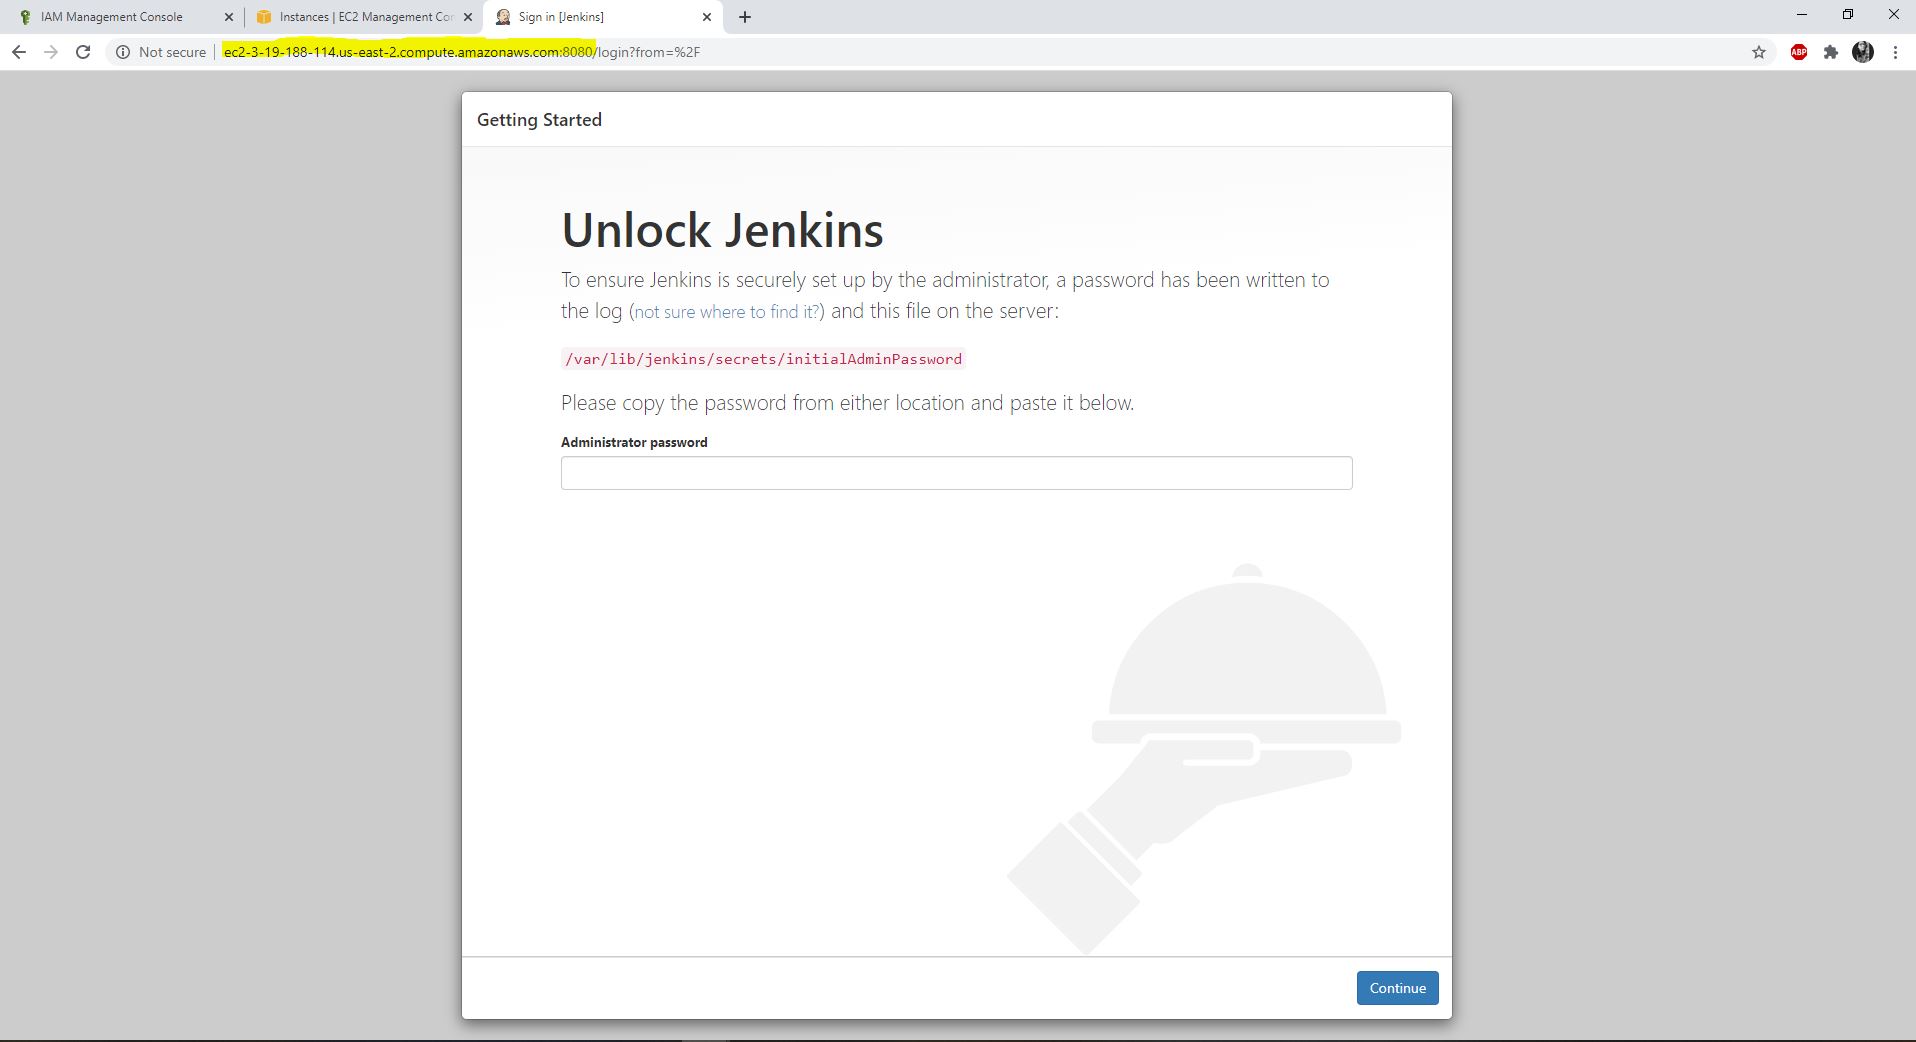 IAM Management Console
Instances | EC2 Management Con
Sign in [Jenkins]
Not secure | ec2-3-19-188-114.us-east-2.compute.amazonaws.com:8080/login?from=%2F
ABP
Getting Started
Unlock Jenkins
To ensure Jenkins is securely set up by the administrator, a password has been written to
the log (not sure where to find it?) and this file on the server:
/var/lib/jenkins/secrets/initialAdminPassword
Please copy the password from either location and paste it below.
Administrator password
Continue